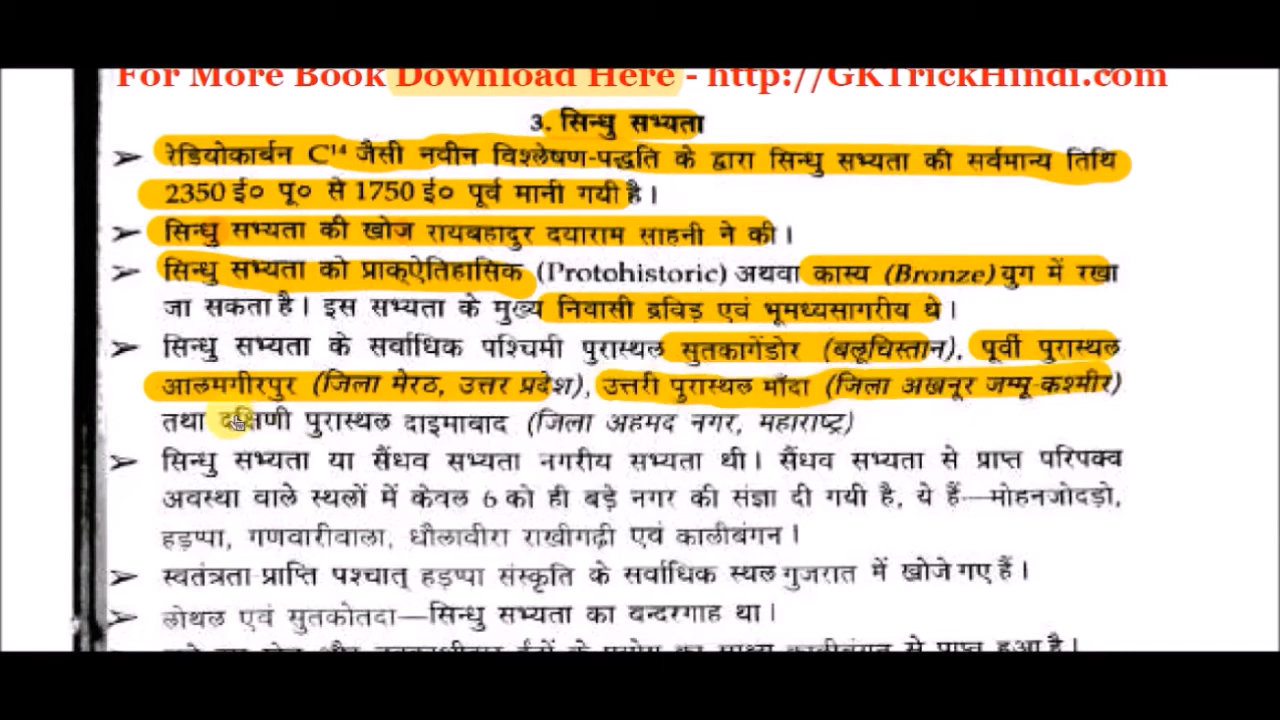 For More Book Download Here - http://GKTrickHindi.com
3. सिन्धु सभ्यता
➢ रेडियोकार्बन C¹⁴ जैसी नवीन विश्लेषण-पद्धति के द्वारा सिन्धु सभ्यता की सर्वमान्य तिथि
2350 ई० पू० से 1750 ई० पूर्व मानी गयी है।
➢ सिन्धु सभ्यता की खोज रायबहादुर दयाराम साहनी ने की।
➢ सिन्धु सभ्यता को प्राक्ऐतिहासिक (Protohistoric) अथवा कास्य (Bronze) युग में रखा
जा सकता है। इस सभ्यता के मुख्य निवासी द्रविड़ एवं भूमध्यसागरीय थे।
➢ सिन्धु सभ्यता के सर्वाधिक पश्चिमी पुरास्थल सुतकागेंडोर (बलूचिस्तान), पूर्वी पुरास्थल
आलमगीरपुर (जिला मेरठ, उत्तर प्रदेश), उत्तरी पुरास्थल माँदा (जिला अखनूर जम्मू-कश्मीर)
तथा दक्षिणी पुरास्थल दाइमाबाद (जिला अहमद नगर, महाराष्ट्र)
➢ सिन्धु सभ्यता या सैंधव सभ्यता नगरीय सभ्यता थी। सैंधव सभ्यता से प्राप्त परिपक्व
अवस्था वाले स्थलों में केवल 6 को ही बड़े नगर की संज्ञा दी गयी है, ये हैं—मोहनजोदड़ो,
हड़प्पा, गणवारीवाला, धौलावीरा राखीगढ़ी एवं कालीबंगन।
➢ स्वतंत्रता प्राप्ति पश्चात् हड़प्पा संस्कृति के सर्वाधिक स्थल गुजरात में खोजे गए हैं।
➢ लोथल एवं सुतकोतदा—सिन्धु सभ्यता का बन्दरगाह था।
कालीबंगन से प्राप्त हुआ है।